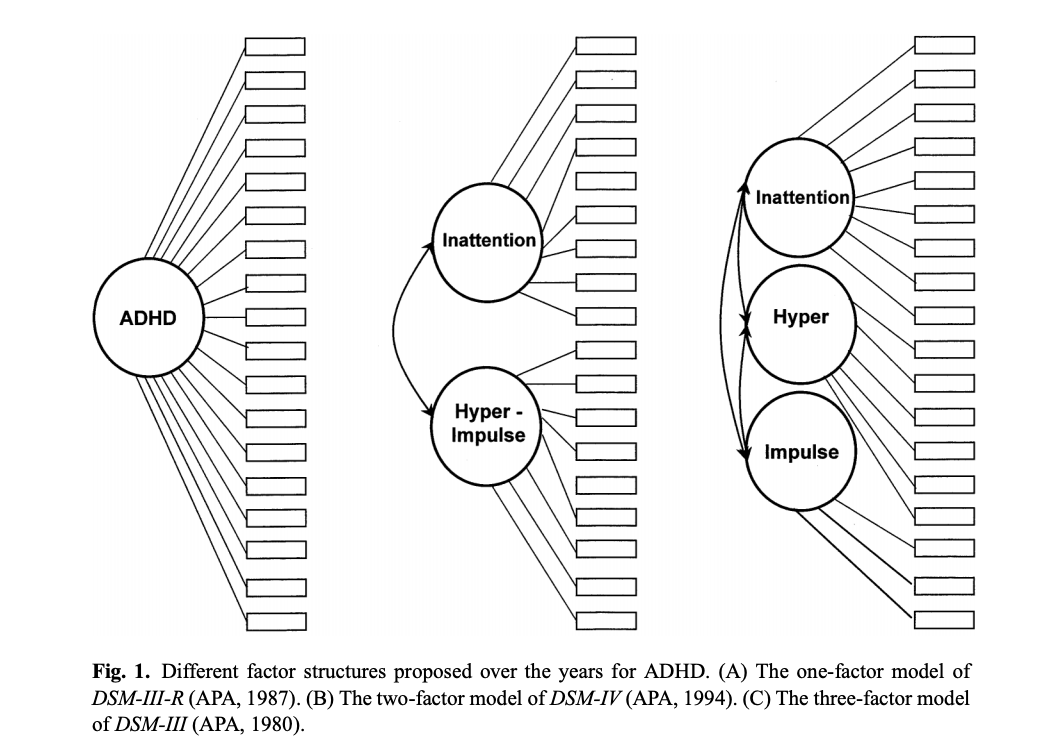 Inattention
Inattention
Hyper
ADHD
Hyper -
Impulse
Impulse
Fig. 1. Different factor structures proposed over the years for ADHD. (A) The one-factor model of
DSM-III-R (APA, 1987). (B) The two-factor model of DSM-IV (APA, 1994). (C) The three-factor model
of DSM-III (APA, 1980).